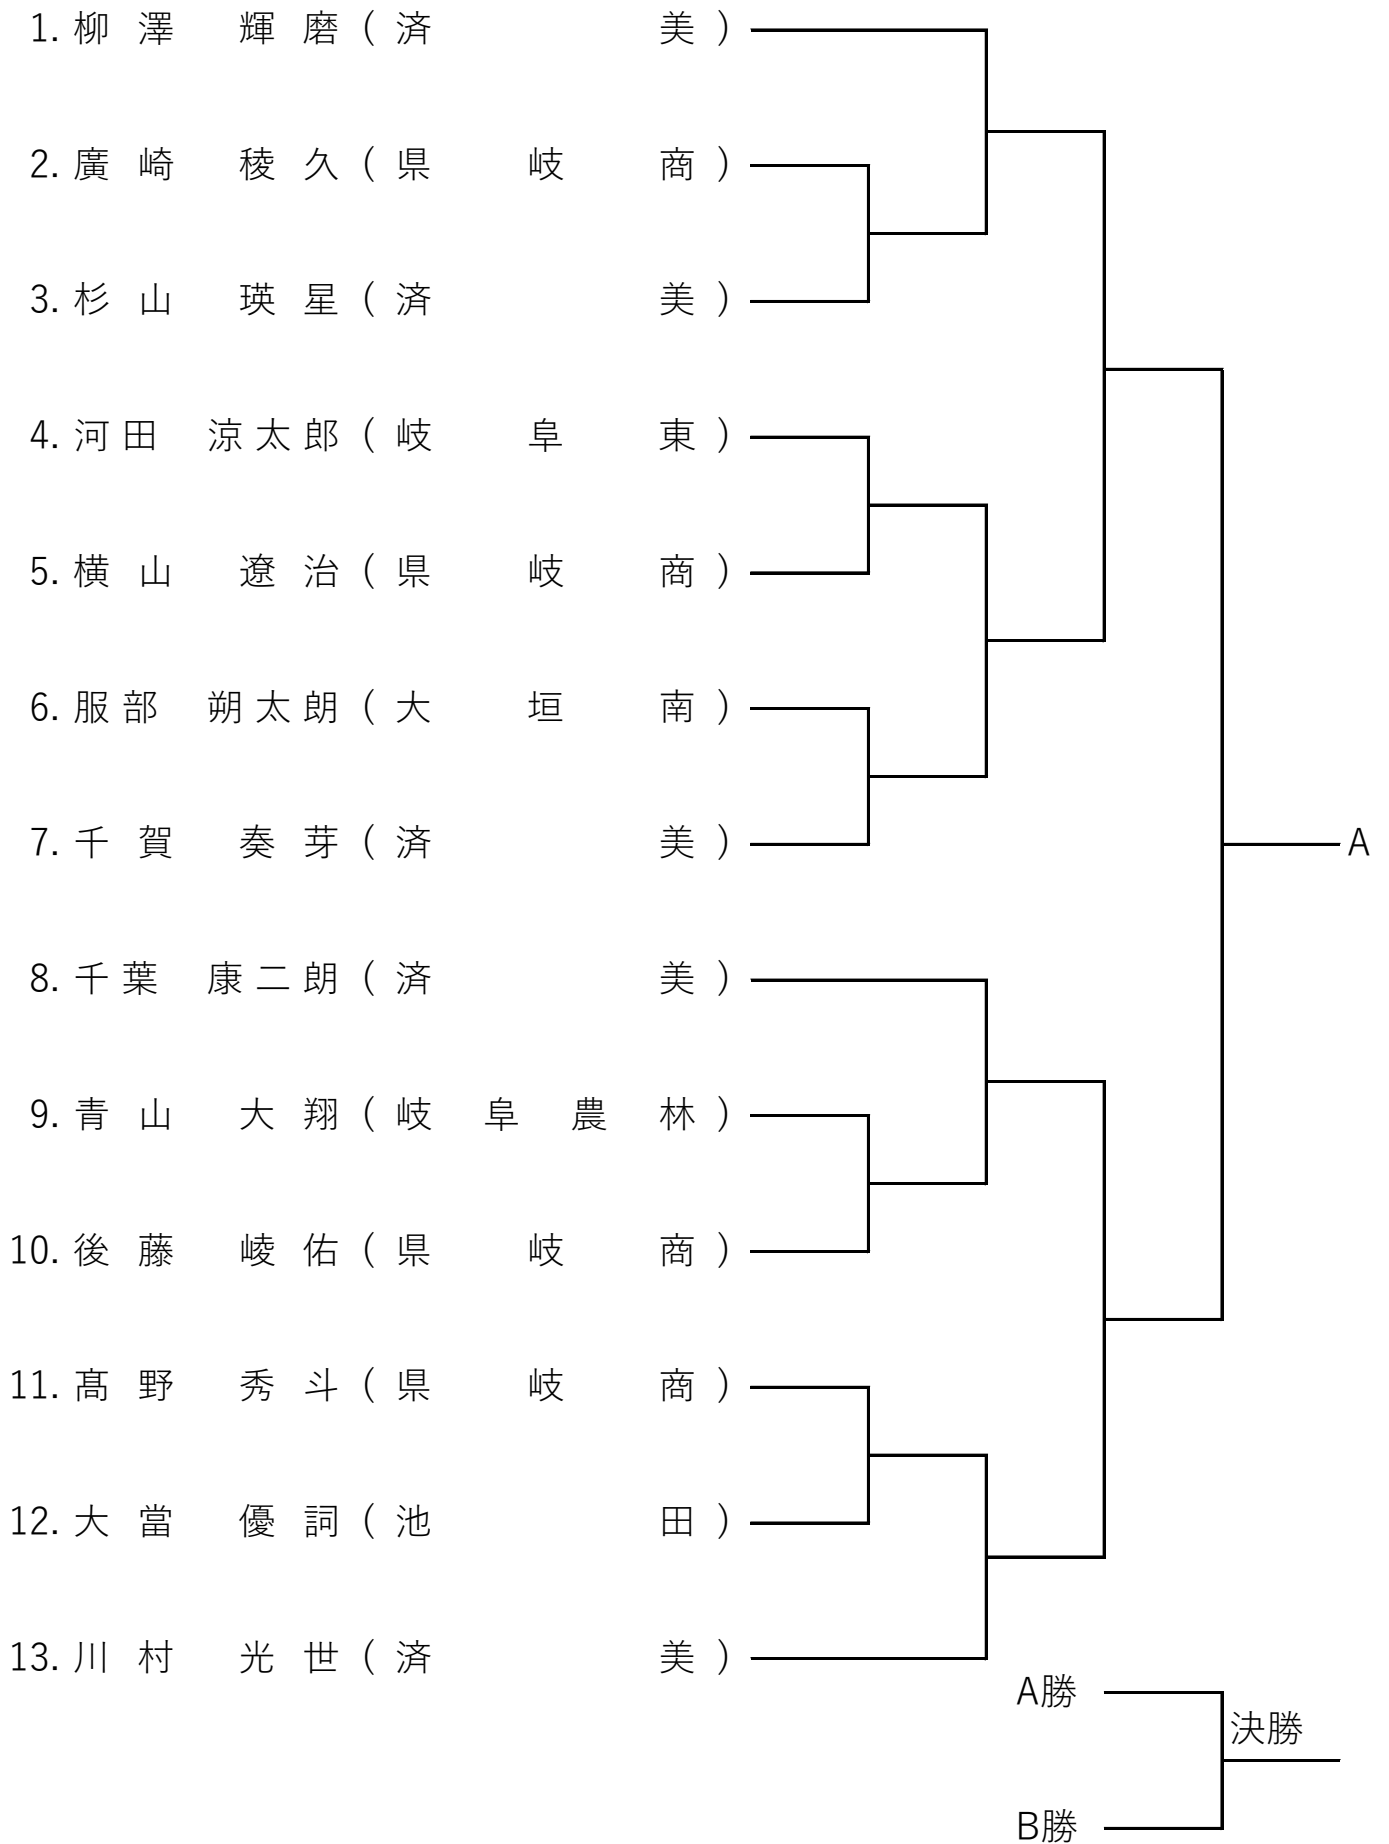 1. 柳澤 輝磨 (済美)
2. 廣崎 稜久 (県岐商)
3. 杉山 瑛星 (済美)
4. 河田 涼太郎 (岐阜東)
5. 横山 遼治 (県岐商)
6. 服部 朔太朗 (大垣南)
7. 千賀 奏芽 (済美)
A
8. 千葉 康二朗 (済美)
9. 青山 大翔 (岐阜農林)
10. 後藤 崚佑 (県岐商)
11. 髙野 秀斗 (県岐商)
12. 大當 優詞 (池田)
13. 川村 光世 (済美)
A勝
決勝
B勝